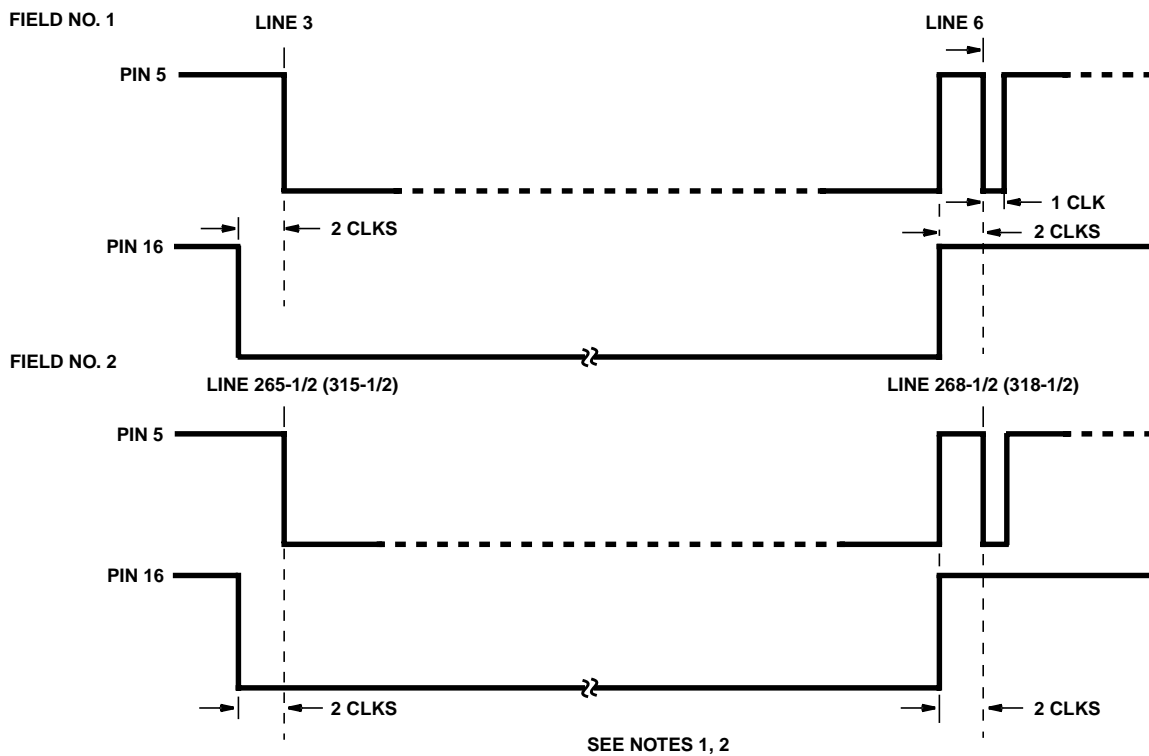 FIELD NO. 1
LINE 3
LINE 6
PIN 5
1 CLK
2 CLKS
2 CLKS
PIN 16
FIELD NO. 2
LINE 265-1/2 (315-1/2)
LINE 268-1/2 (318-1/2)
PIN 5
PIN 16
2 CLKS
2 CLKS
SEE NOTES 1, 2